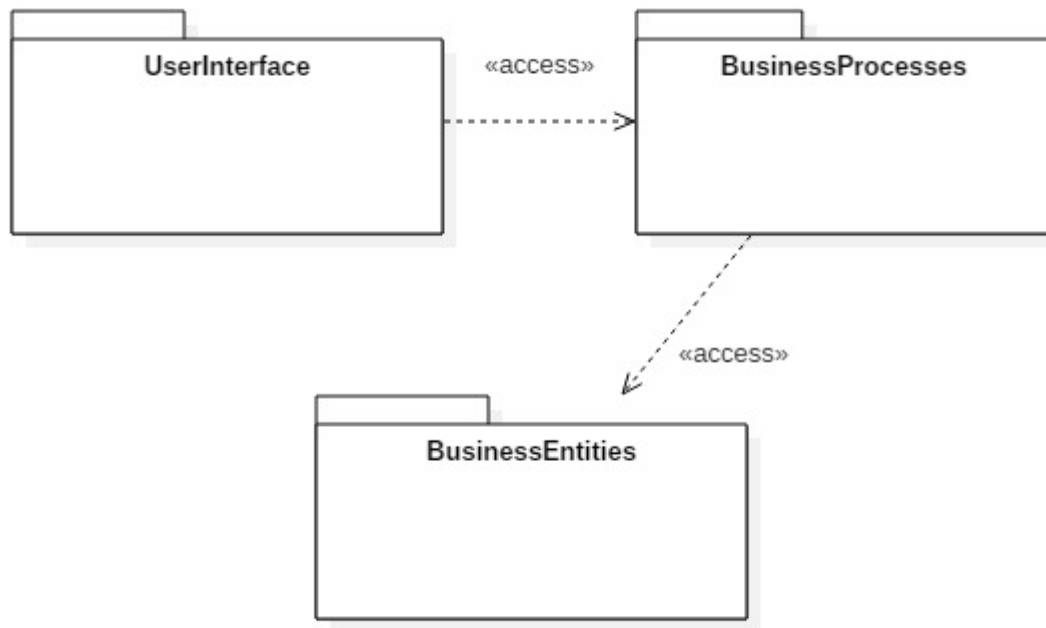 UserInterface
«access»
BusinessProcesses
«access»
BusinessEntities